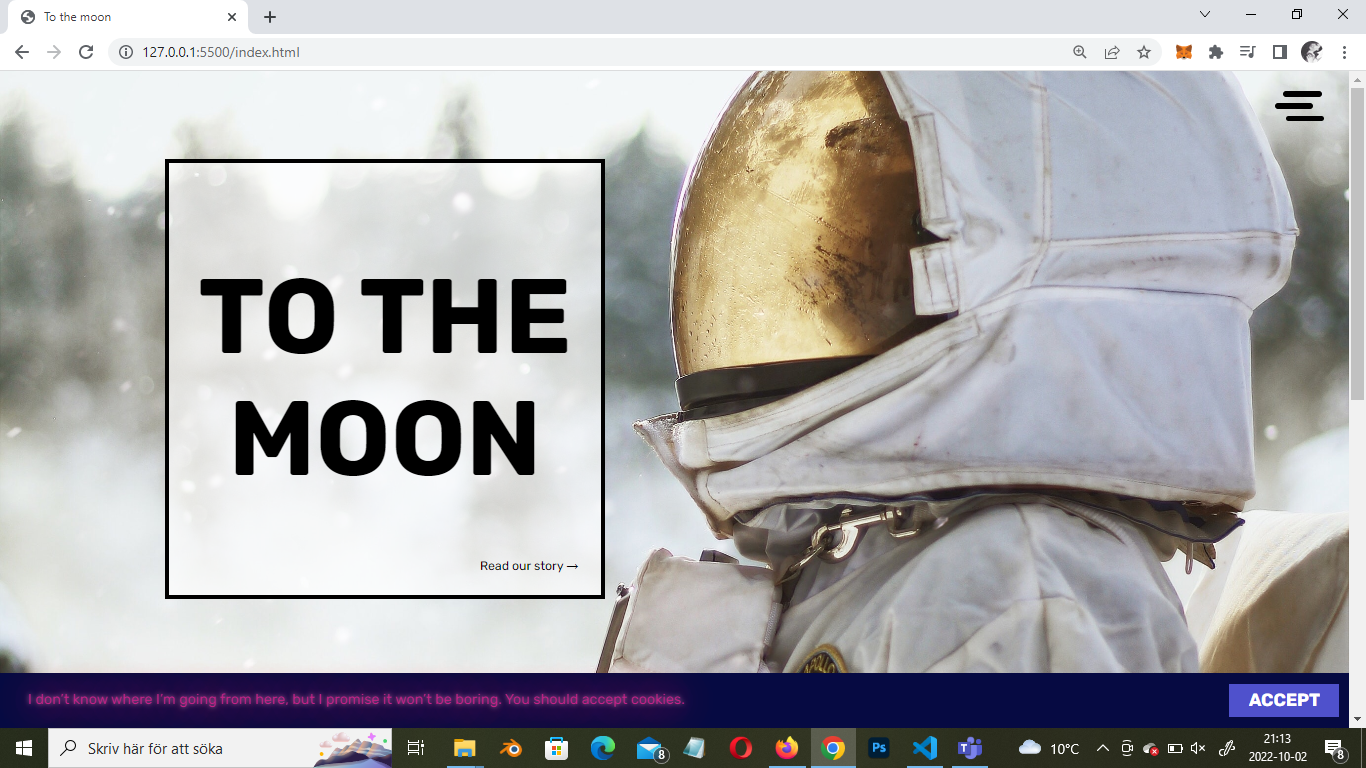 To the moon
127.0.0.1:5500/index.html
TO THE
MOON
Read our story →
APOLLO
I don't know where I'm going from here, but I promise it won't be boring. You should accept cookies.
ACCEPT
Skriv här för att söka
8
Ps
10°C
21:13
2022-10-02
8